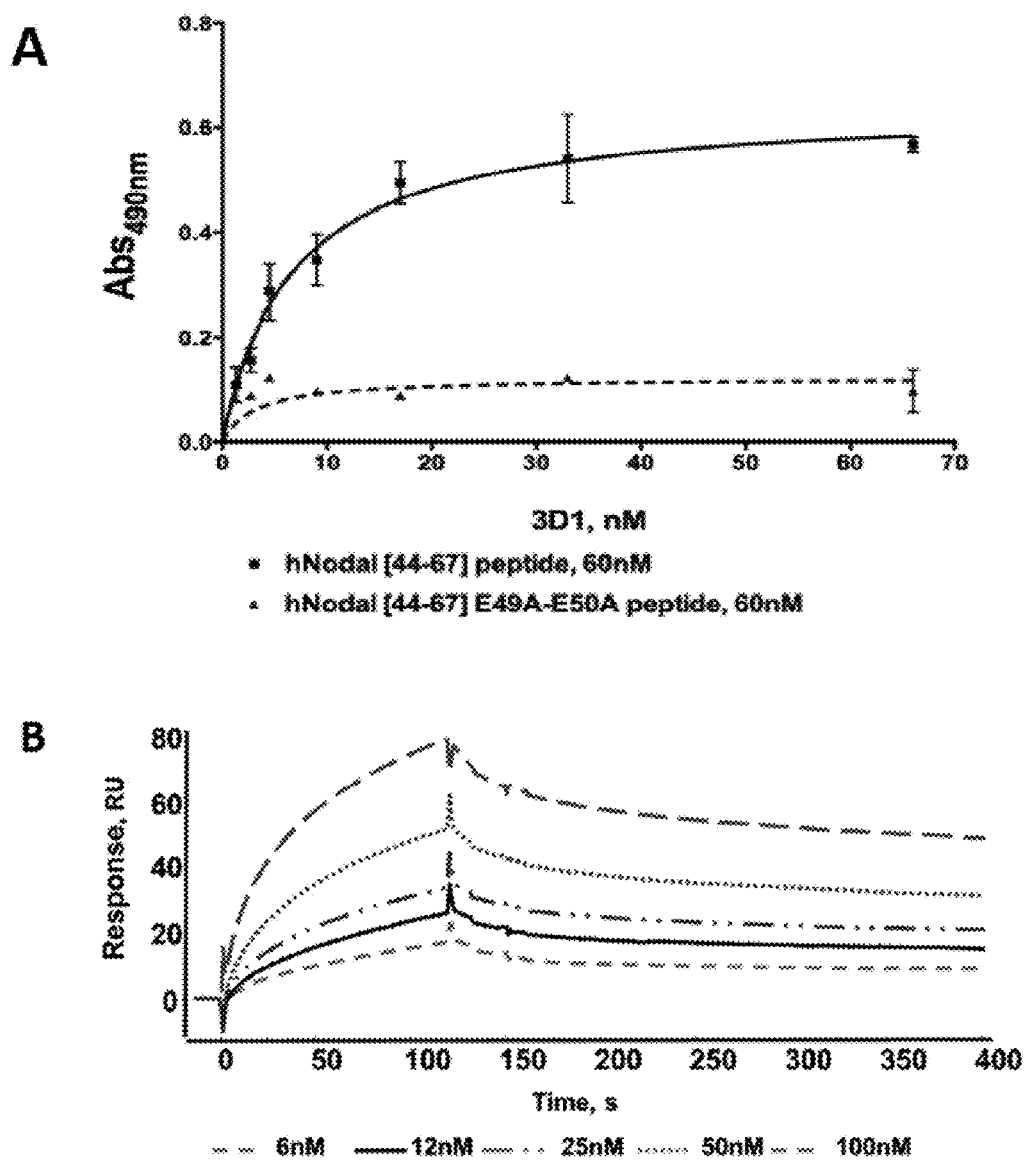 A
0.8
0.6
0.4
0.2
0.0
Abs490nm
0 10 20 30 40 50 60 70
3D1, nM
hNodal [44-67] peptide, 60nM
hNodal [44-67] E49A-E50A peptide, 60nM
B
80
60
40
20
0
Response, RU
0 50 100 150 200 250 300 350 400
Time, s
6nM 12nM 25nM 50nM 100nM